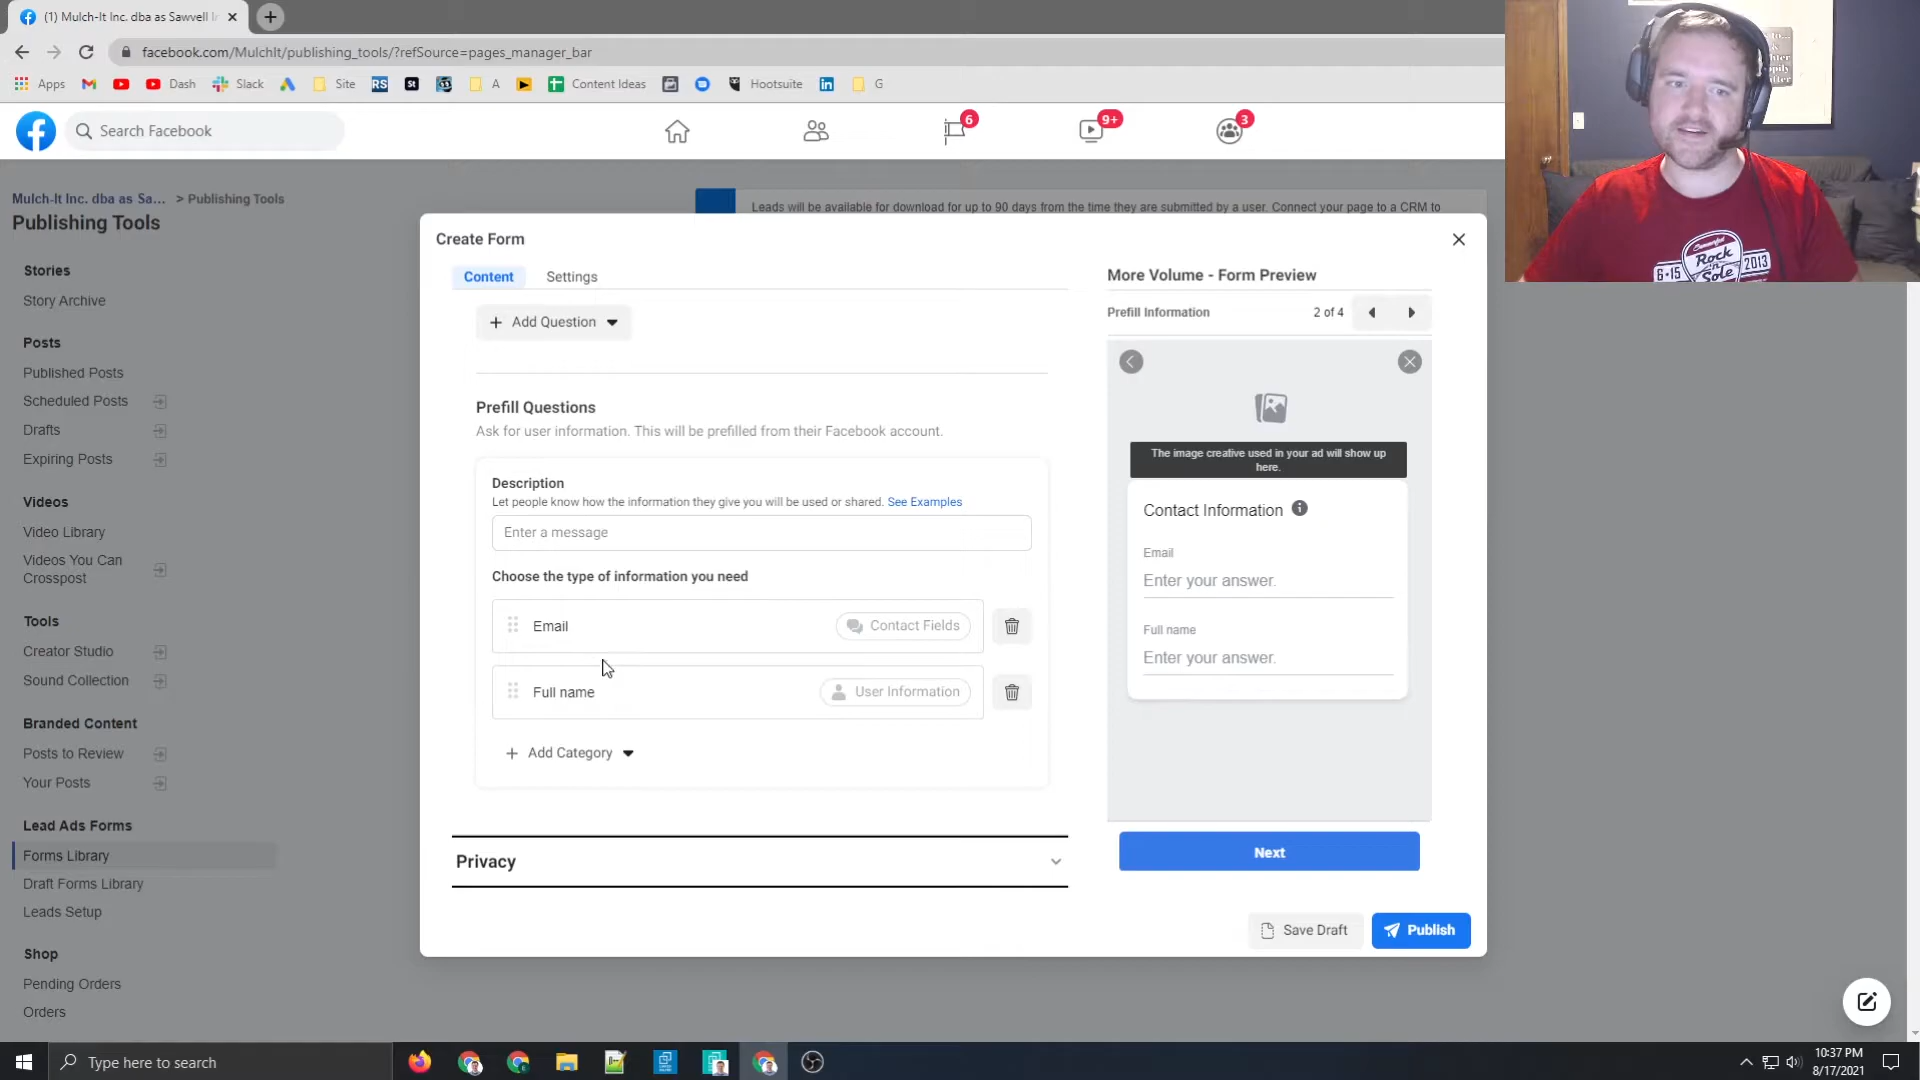 (1) Mulch-It Inc. dba as Sawvell In
facebook.com/MulchIt/publishing_tools/?refSource=pages_manager_bar
Apps
Dash
Slack
Site
RS
St
A
Content Ideas
Hootsuite
G
Search Facebook
6
9+
3
Mulch-It Inc. dba as Sa... > Publishing Tools
Publishing Tools
Stories
Story Archive
Posts
Published Posts
Scheduled Posts
Drafts
Expiring Posts
Videos
Video Library
Videos You Can
Crosspost
Tools
Creator Studio
Sound Collection
Branded Content
Posts to Review
Your Posts
Lead Ads Forms
Forms Library
Draft Forms Library
Leads Setup
Shop
Pending Orders
Orders
Leads will be available for download for up to 90 days from the time they are submitted by a user. Connect your page to a CRM to
Create Form
Content
Settings
Add Question
Prefill Questions
Ask for user information. This will be prefilled from their Facebook account.
Description
Let people know how the information they give you will be used or shared. See Examples
Enter a message
Choose the type of information you need
Email
Contact Fields
Full name
User Information
Add Category
Privacy
More Volume - Form Preview
Prefill Information
2 of 4
The image creative used in your ad will show up
here.
Contact Information
Email
Enter your answer.
Full name
Enter your answer.
Next
Save Draft
Publish
Rock
'n
Sole
6-15
2013
Type here to search
10:37 PM
8/17/2021